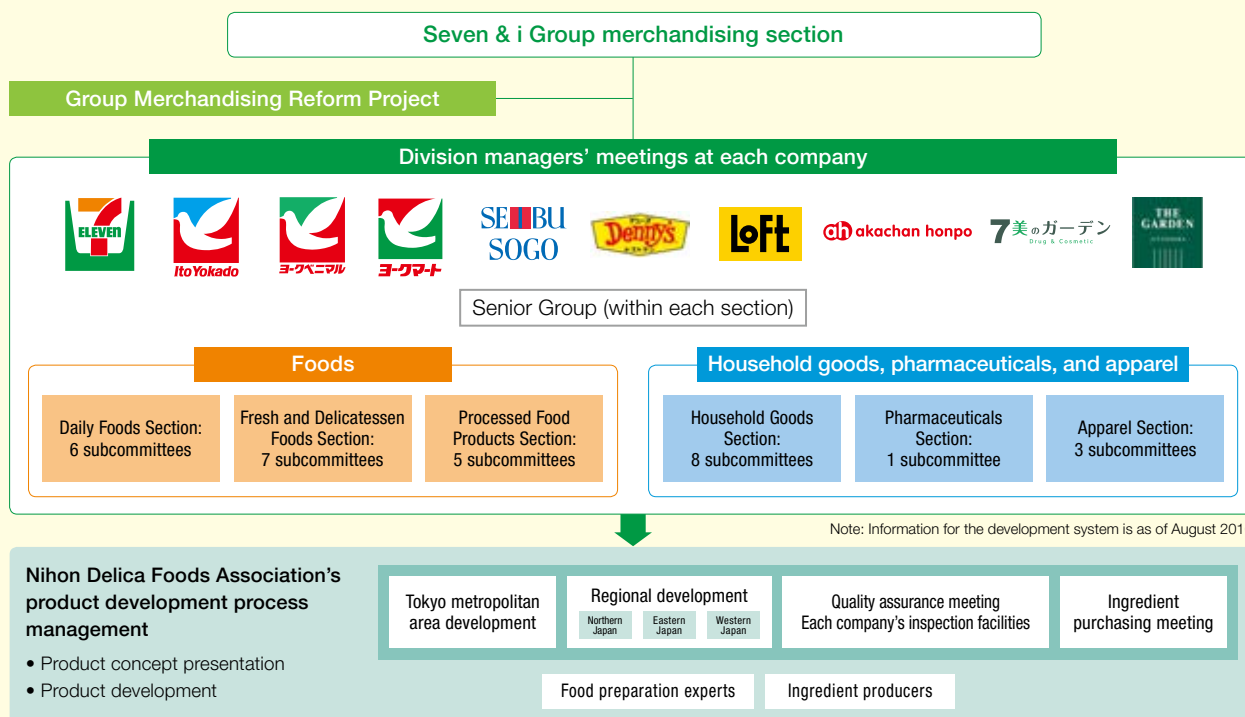 Seven & i Group merchandising section
Group Merchandising Reform Project
Division managers' meetings at each company
7
ELEVEN
ItoYokado
ヨークベニマル
ヨークマート
SEIBU
SOGO
Denny's
LOFT
ah akachan honpo
7美のガーデン
Drug & Cosmetic
THE
GARDEN
Senior Group (within each section)
Foods
Daily Foods Section:
6 subcommittees
Fresh and Delicatessen
Foods Section:
7 subcommittees
Processed Food
Products Section:
5 subcommittees
Household goods, pharmaceuticals, and apparel
Household Goods
Section:
8 subcommittees
Pharmaceuticals
Section:
1 subcommittee
Apparel Section:
3 subcommittees
Note: Information for the development system is as of August 201
Nihon Delica Foods Association's
product development process
management
• Product concept presentation
• Product development
Tokyo metropolitan
area development
Regional development
Northern
Japan
Eastern
Japan
Western
Japan
Quality assurance meeting
Each company's inspection facilities
Ingredient
purchasing meeting
Food preparation experts
Ingredient producers